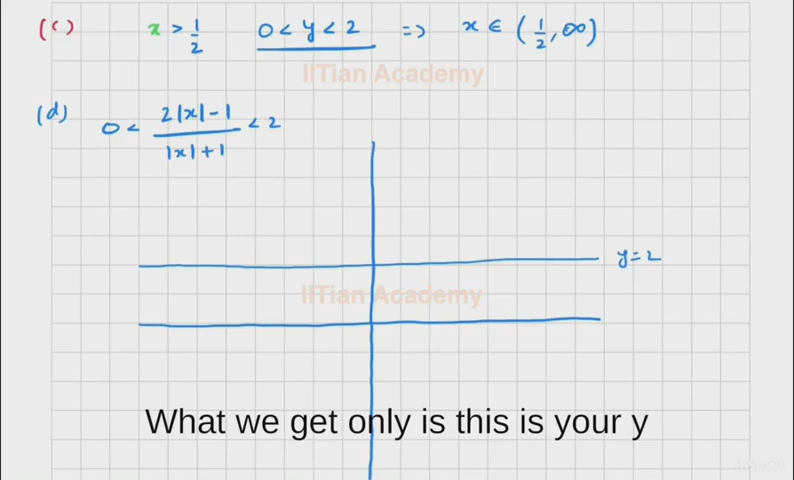 (c) x > 1/2 0 < y < 2 => x ∈ (1/2, ∞)
IITian Academy
(d) 0 < (2|x|-1)/(|x|+1) < 2
y=2
IITian Academy
What we get only is this is your y